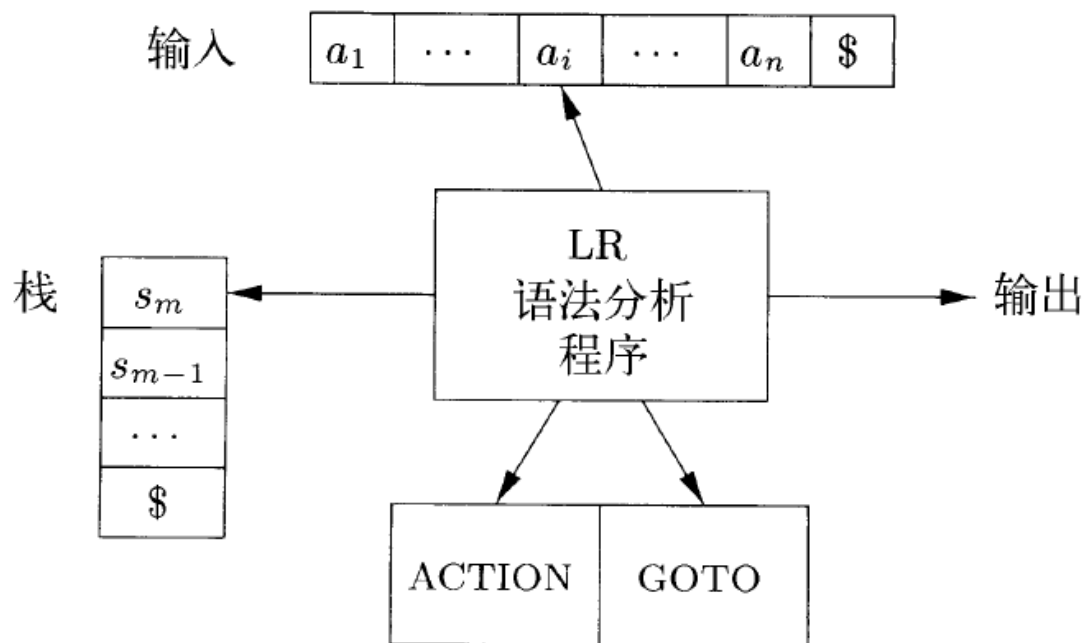 输入 a₁ ··· aᵢ ··· aₙ $
LR
语法分析
程序
栈
sₘ
sₘ₋₁
···
$
输出
ACTION GOTO